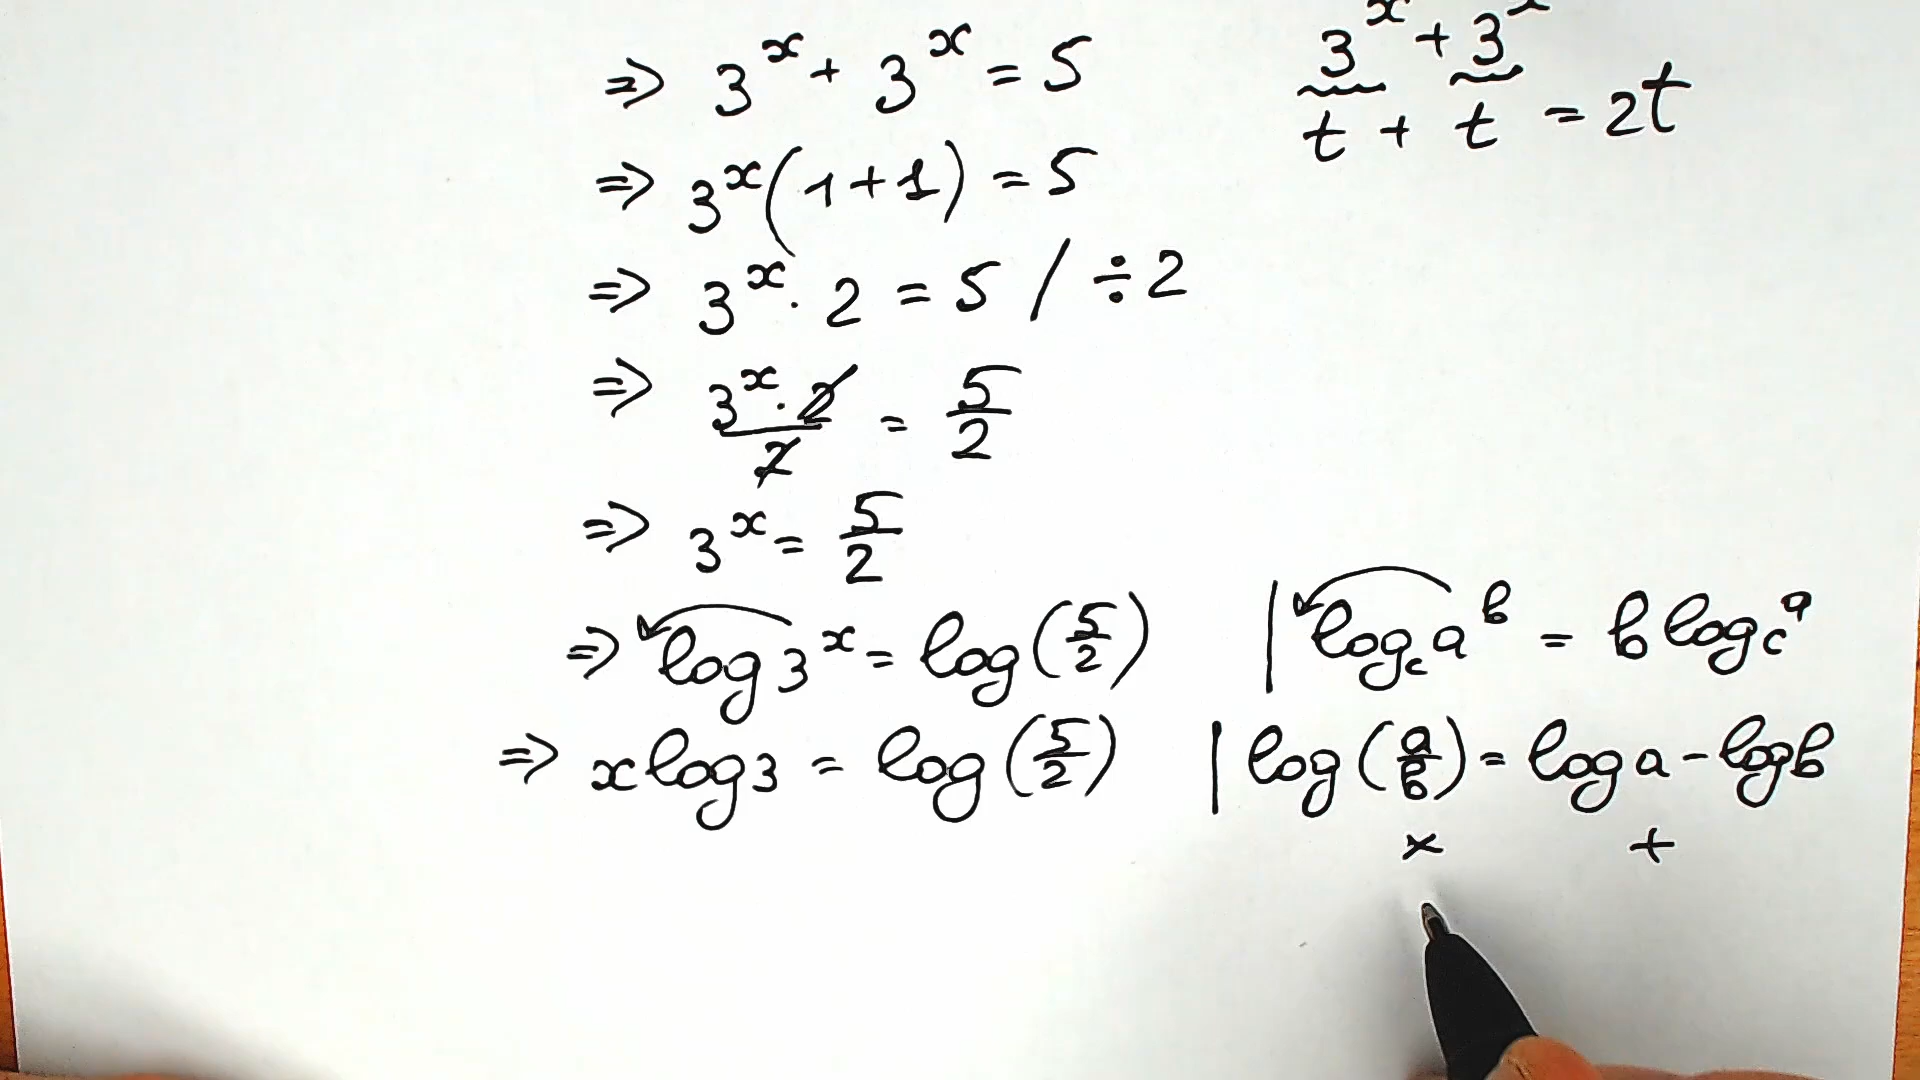 => 3^x + 3^x = 5
3^x + 3^x
t + t = 2t
=> 3^x (1+1) = 5
=> 3^x · 2 = 5 / ÷2
=> 3^x · 2 / 2 = 5/2
=> 3^x = 5/2
=> log 3^x = log (5/2) | log_c a^b = b log_c^a
=> x log 3 = log (5/2) | log (a/b) = log a - log b
× +